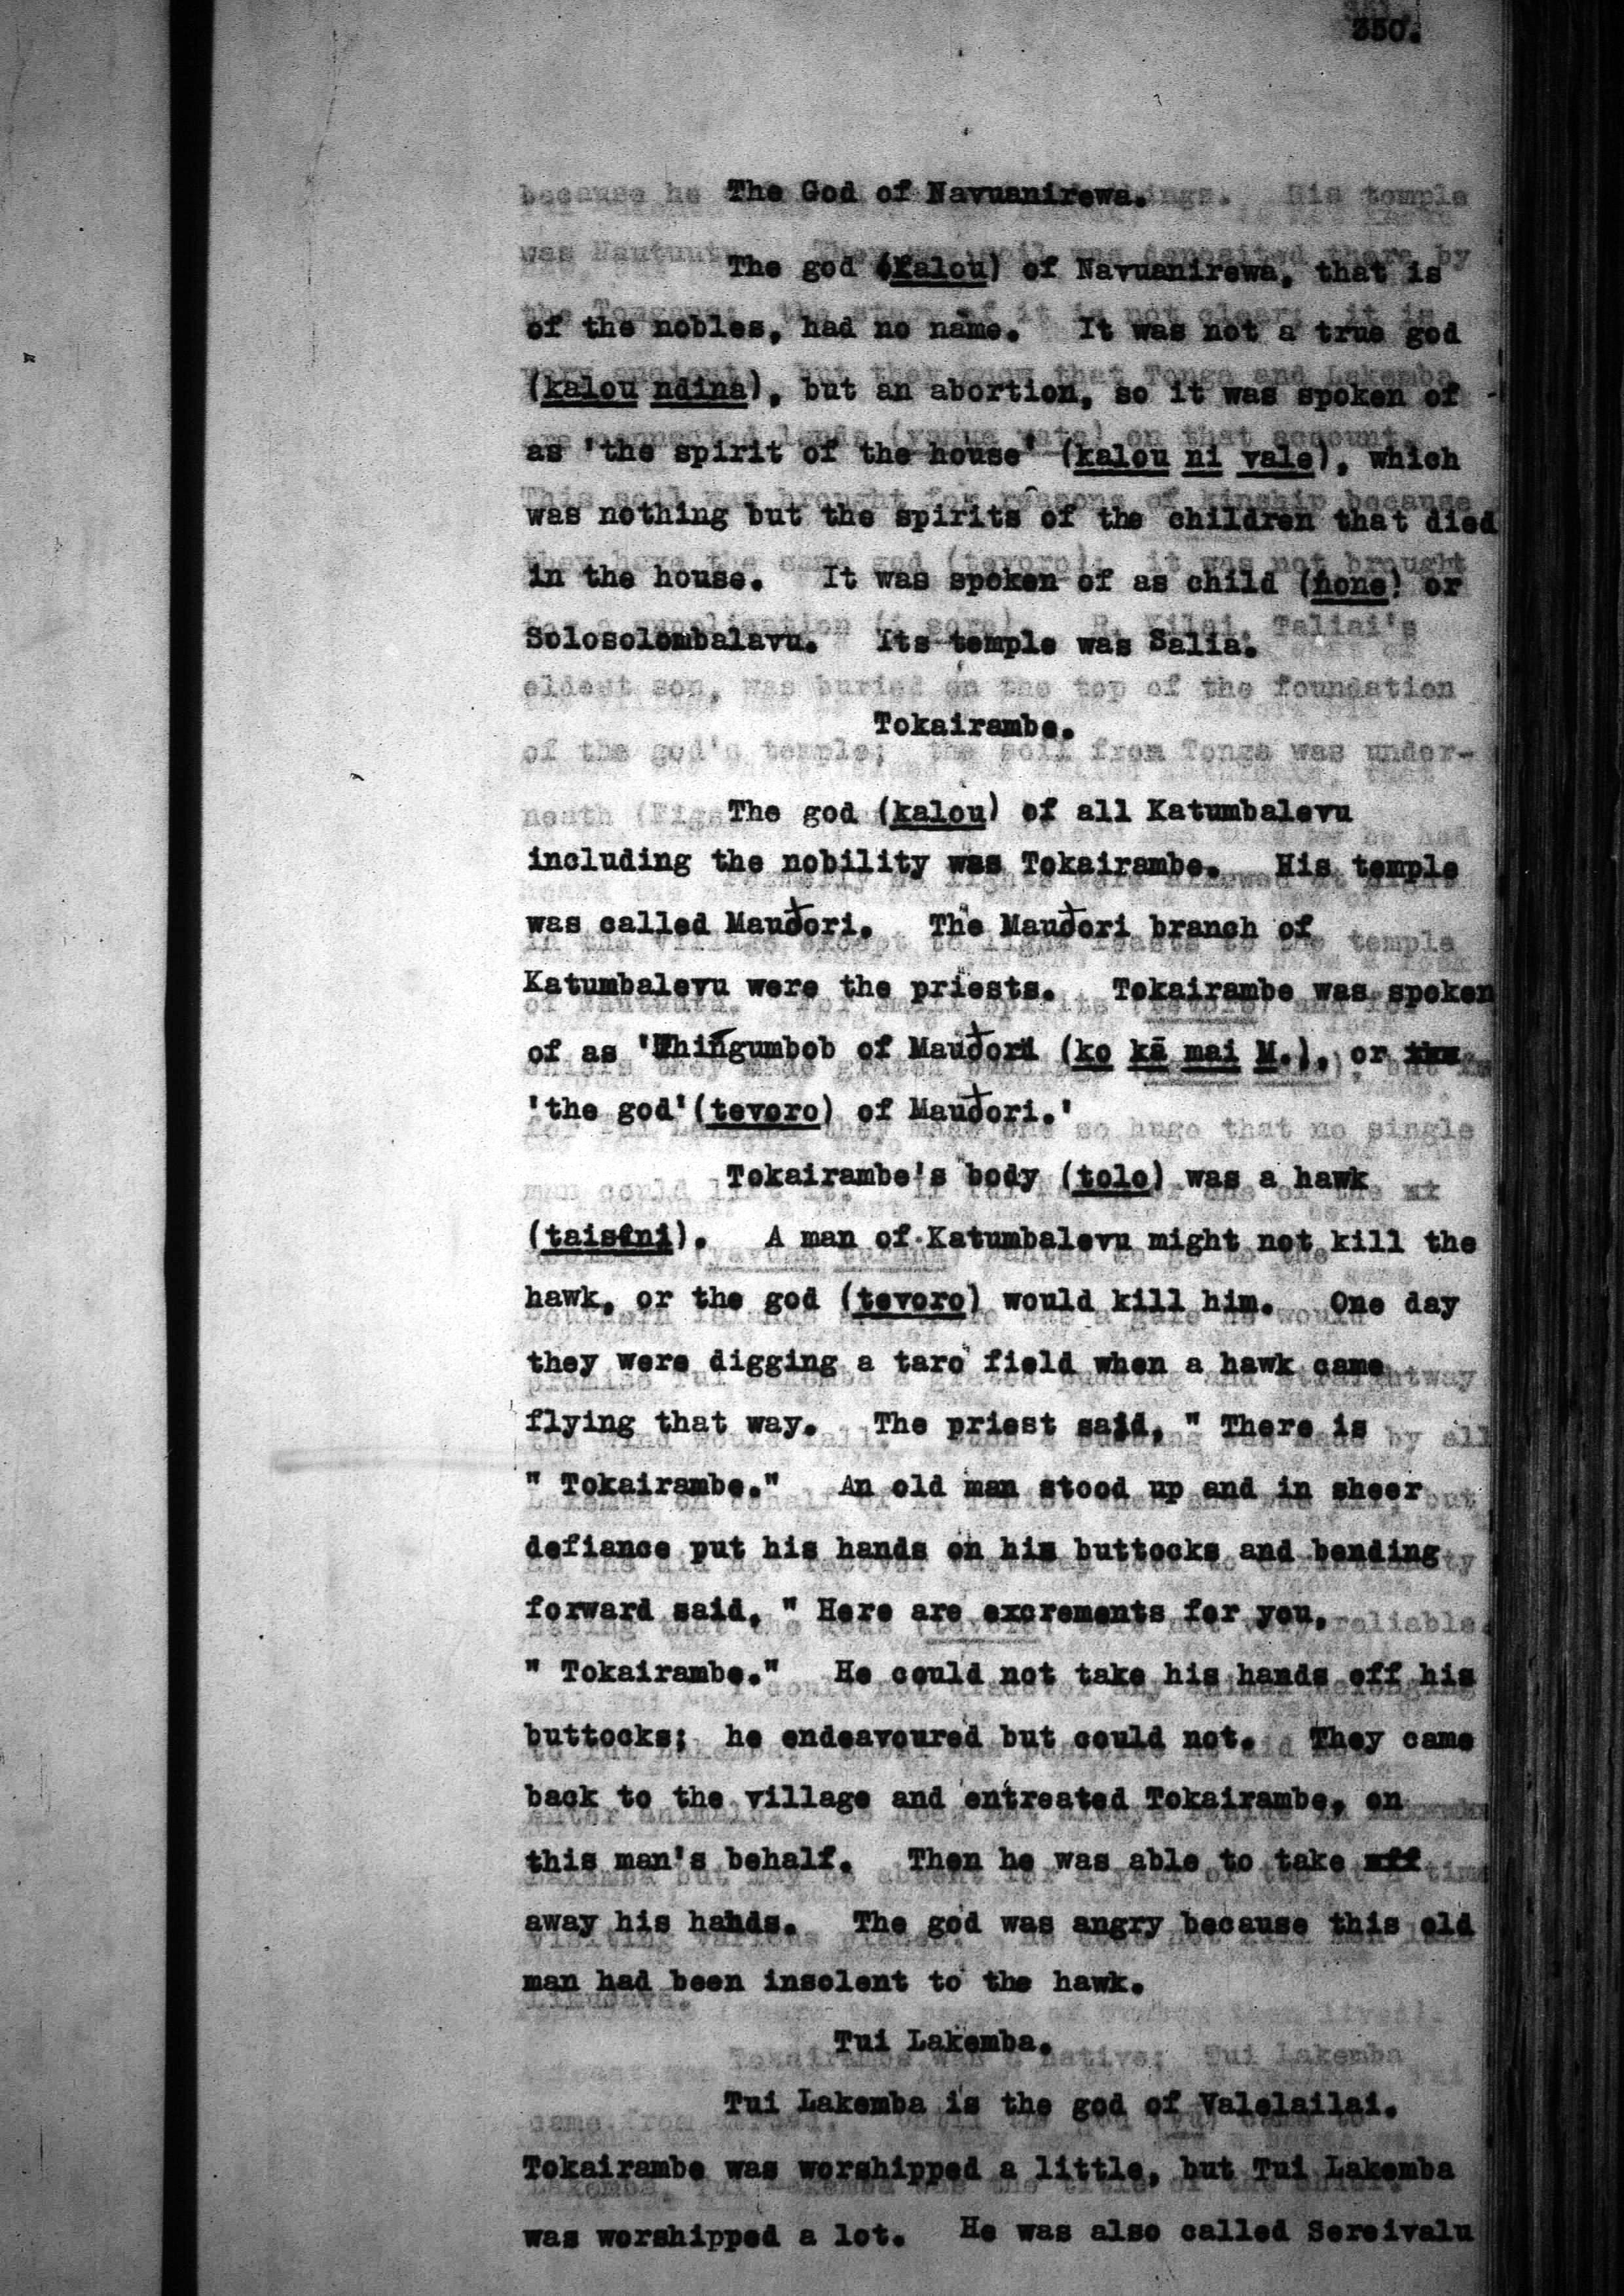 350.
The God of Navuanirewa.
The god (kalou) of Navuanirewa, that is
of the nobles, had no name. It was not a true god
(kalou ndina), but an abortion, so it was spoken of
as 'the spirit of the house' (kalou ni vale), which
was nothing but the spirits of the children that died
in the house. It was spoken of as child (ŋone) or
Solosolombalavu. Its temple was Salia.
Tokairambe.
The god (kalou) of all Katumbalevu
including the nobility was Tokairambe. His temple
was called Mauđori. The Mauđori branch of
Katumbalevu were the priests. Tokairambe was spoken
of as 'Thingumbob of Mauđori (ko kā mai M.), or
'the god'(tevoro) of Mauđori.'
Tokairambe's body (tolo) was a hawk
(taiseni). A man of Katumbalevu might not kill the
hawk, or the god (tevoro) would kill him. One day
they were digging a taro field when a hawk came
flying that way. The priest said, " There is
" Tokairambe." An old man stood up and in sheer
defiance put his hands on his buttocks and bending
forward said, " Here are excrements for you,
" Tokairambe." He could not take his hands off his
buttocks; he endeavoured but could not. They came
back to the village and entreated Tokairambe, on
this man's behalf. Then he was able to take off
away his hands. The god was angry because this old
man had been insolent to the hawk.
Tui Lakemba.
Tui Lakemba is the god of Valelailai.
Tokairambe was worshipped a little, but Tui Lakemba
was worshipped a lot. He was also called Sereivalu